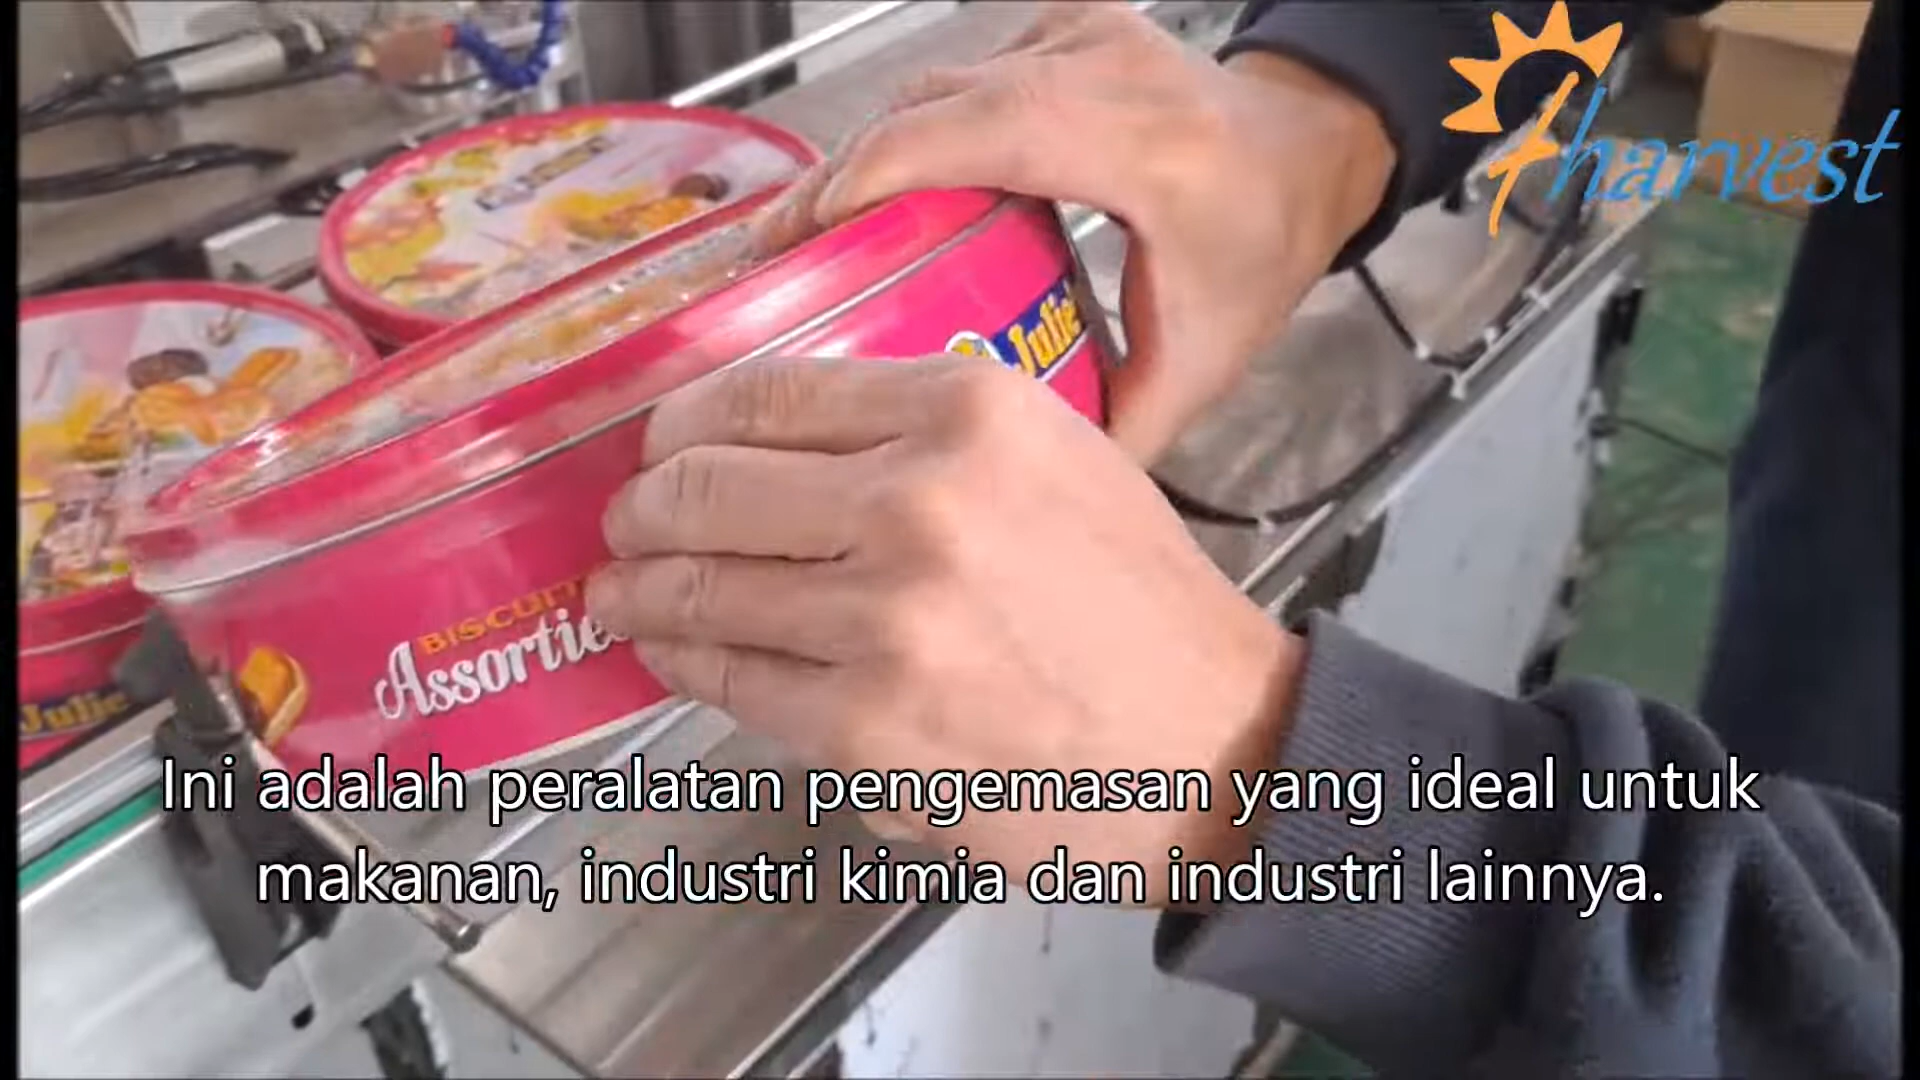 harvest
Julie
BISCUIT
Assortie
Julie
Ini adalah peralatan pengemasan yang ideal untuk
makanan, industri kimia dan industri lainnya.